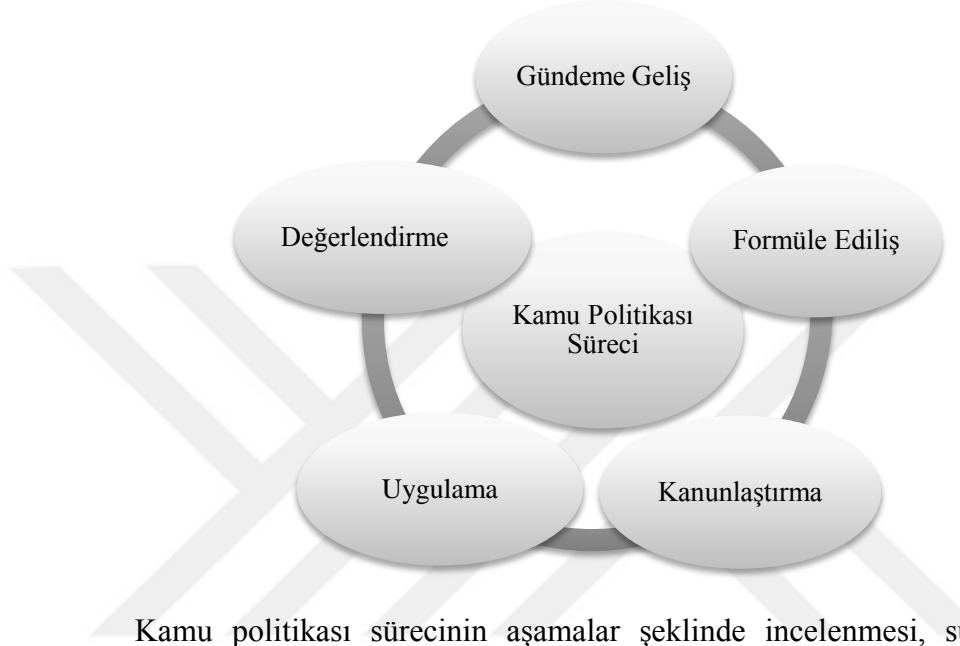 Gündeme Geliş
Değerlendirme
Formüle Ediliş
Kamu Politikası
Süreci
Uygulama
Kanunlaştırma
Kamu politikası sürecinin aşamalar şeklinde incelenmesi,